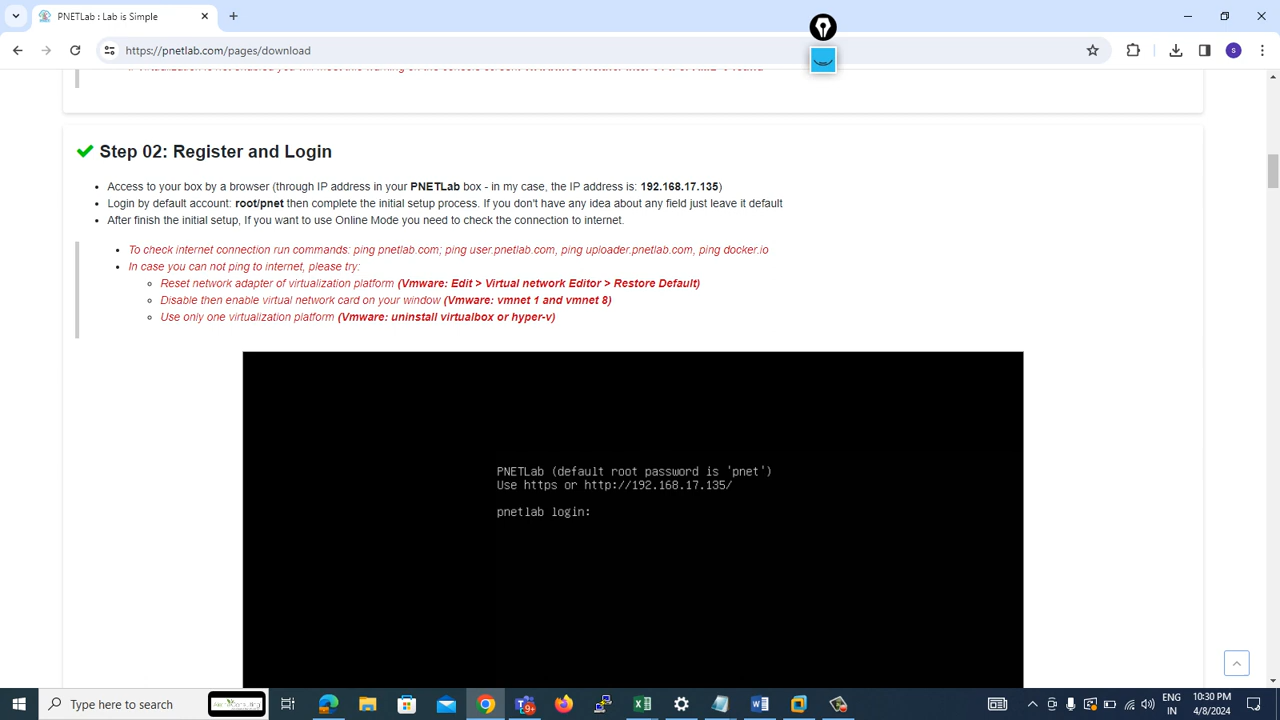 PNETLab : Lab is Simple
https://pnetlab.com/pages/download
S
Step 02: Register and Login
Access to your box by a browser (through IP address in your PNETLab box - in my case, the IP address is: 192.168.17.135)
Login by default account: root/pnet then complete the initial setup process. If you don't have any idea about any field just leave it default
After finish the initial setup, If you want to use Online Mode you need to check the connection to internet.
To check internet connection run commands: ping pnetlab.com; ping user.pnetlab.com, ping uploader.pnetlab.com, ping docker.io
In case you can not ping to internet, please try:
Reset network adapter of virtualization platform (Vmware: Edit > Virtual network Editor > Restore Default)
Disable then enable virtual network card on your window (Vmware: vmnet 1 and vmnet 8)
Use only one virtualization platform (Vmware: uninstall virtualbox or hyper-v)
PNETLab (default root password is 'pnet')
Use https or http://192.168.17.135/
pnetlab login:
Type here to search
9+
ENG
IN
10:30 PM
4/8/2024